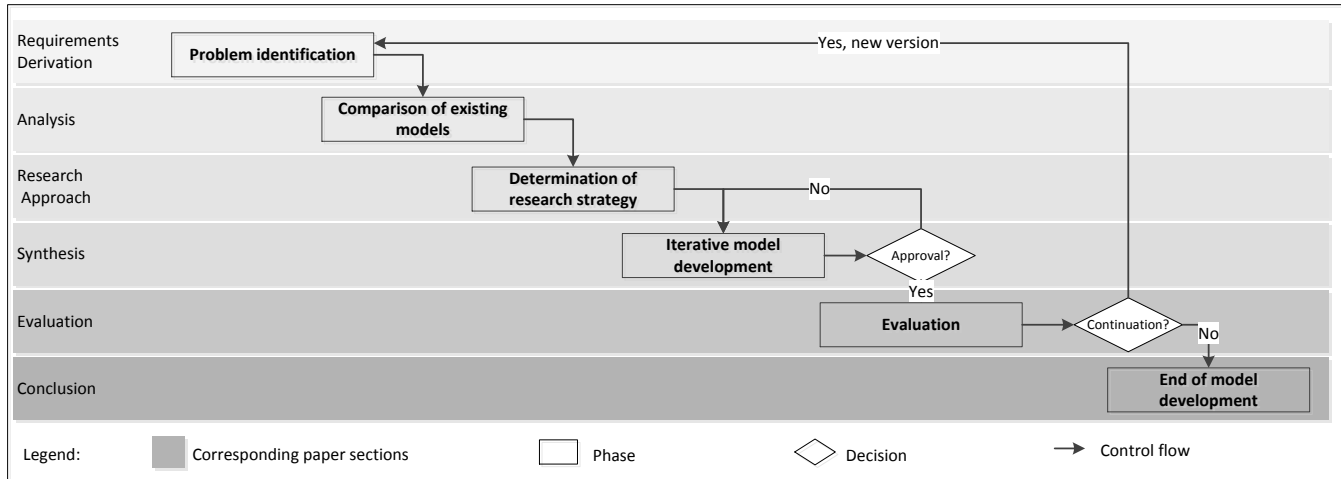 Requirements
Derivation
Problem identification
Yes, new version
Analysis
Comparison of existing
models
Research
Approach
Determination of
research strategy
No
Synthesis
Iterative model
development
Approval?
Yes
Evaluation
Evaluation
Continuation?
No
Conclusion
End of model
development
Legend:
Corresponding paper sections
Phase
Decision
Control flow